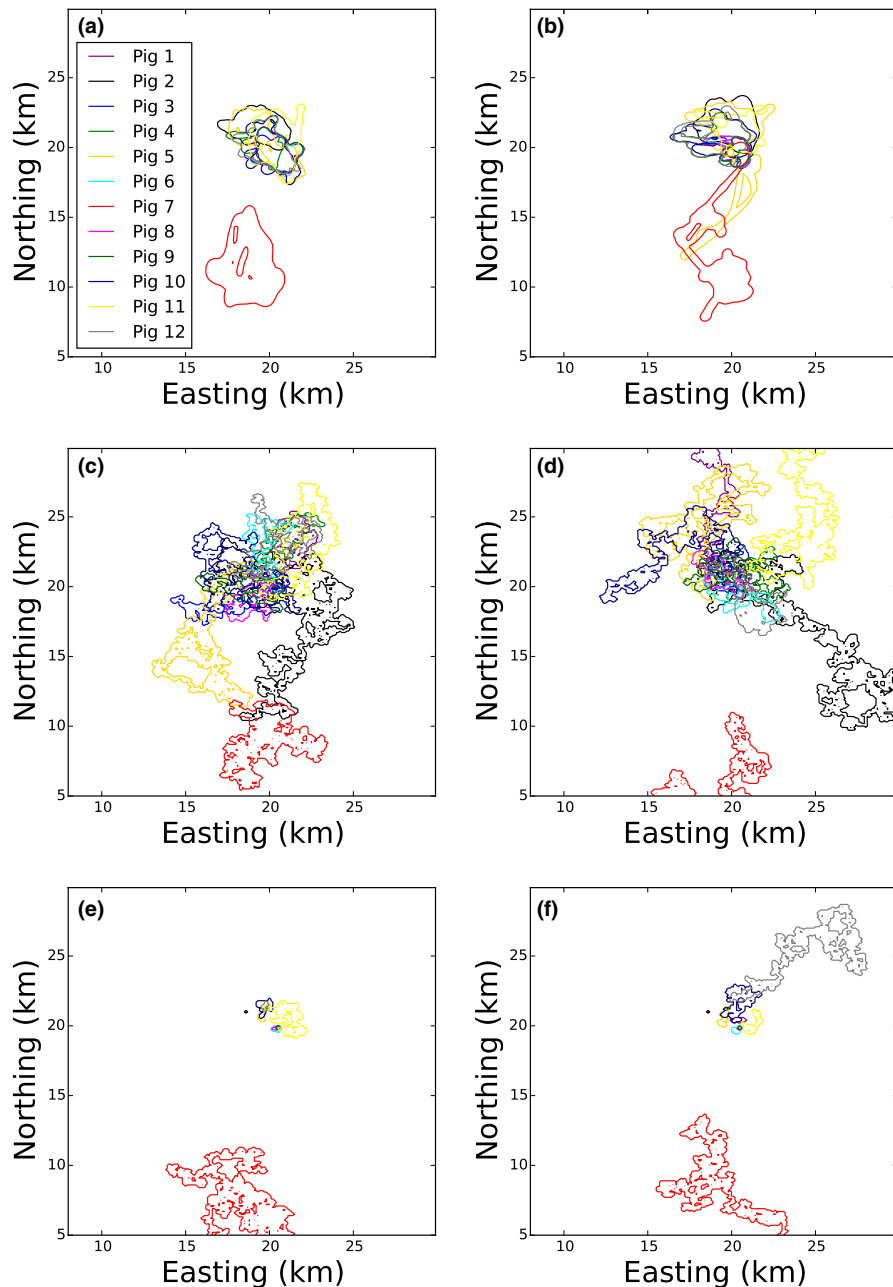 (a)
Pig 1
Pig 2
Pig 3
Pig 4
Pig 5
Pig 6
Pig 7
Pig 8
Pig 9
Pig 10
Pig 11
Pig 12
Northing (km)
20
15
10
5
10 15 20 25
Easting (km)
(b)
Northing (km)
25
20
15
10
5
10 15 20 25
Easting (km)
(c)
Northing (km)
25
20
15
10
5
10 15 20 25
Easting (km)
(d)
Northing (km)
25
20
15
10
5
10 15 20 25
Easting (km)
(e)
Northing (km)
25
20
15
10
5
10 15 20 25
Easting (km)
(f)
Northing (km)
25
20
15
10
5
10 15 20 25
Easting (km)